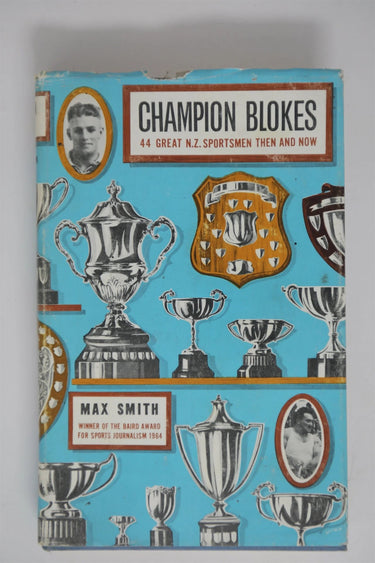 CHAMPION BLOKES
44 GREAT N.Z. SPORTSMEN THEN AND NOW
MAX SMITH
WINNER OF THE BAIRD AWARD
FOR SPORTS JOURNALISM 1964